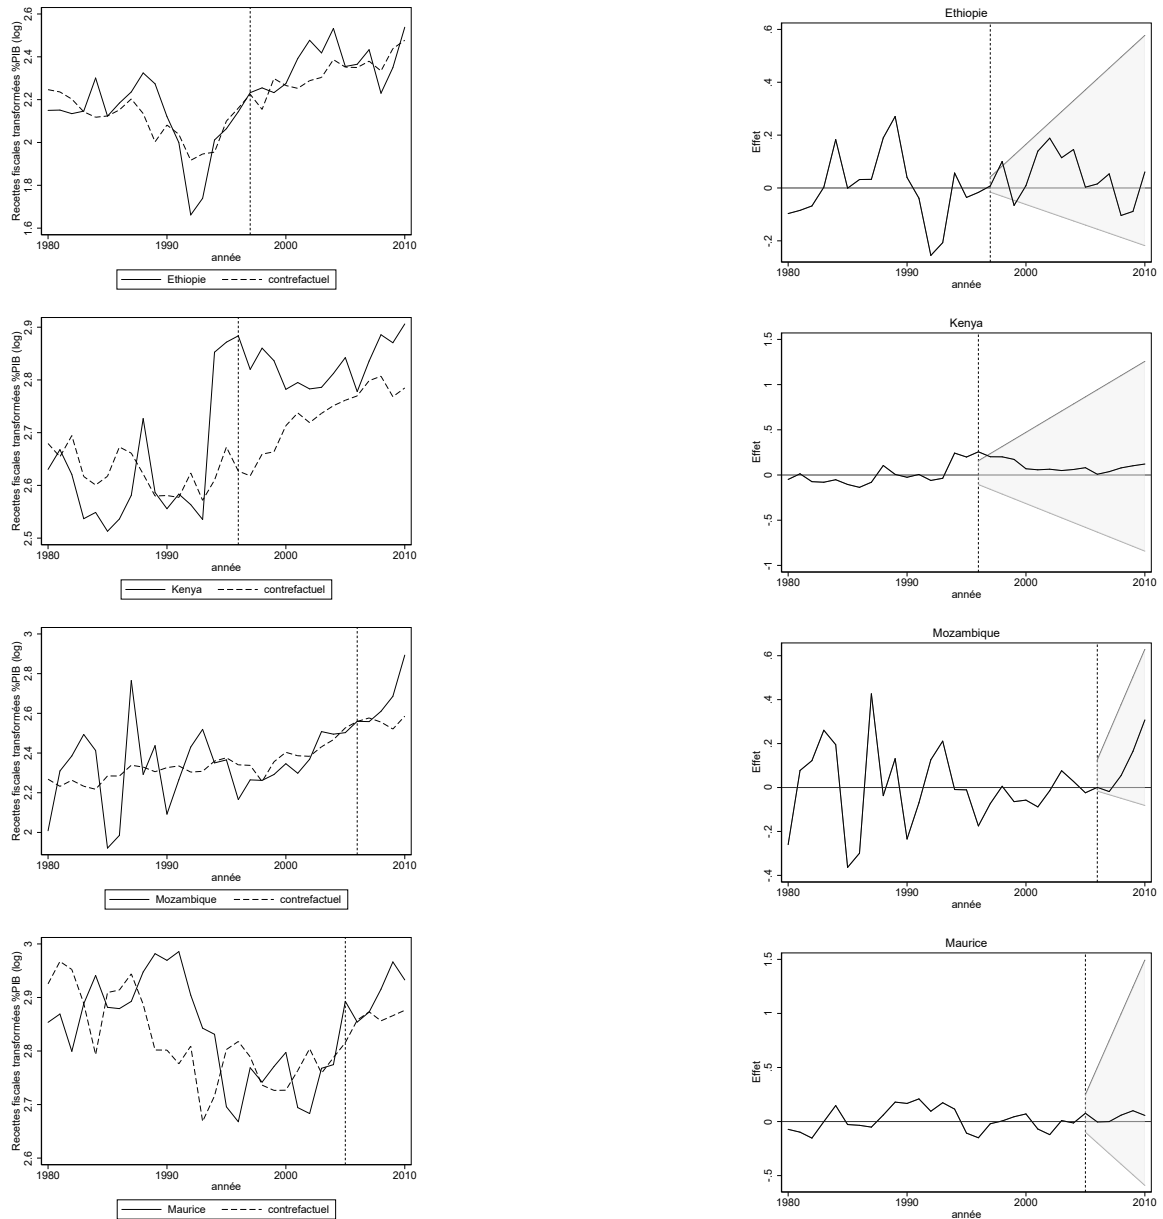 Recettes fiscales transformées %PIB (log)
2.6
2.4
2.2
2
1.8
1.6
1980 1990 2000 2010
année
Ethiopie contrefactuel
Ethiopie
Effet
.6
.4
.2
0
-.2
1980 1990 2000 2010
année
Recettes fiscales transformées %PIB (log)
2.9
2.8
2.7
2.6
2.5
1980 1990 2000 2010
année
Kenya contrefactuel
Kenya
Effet
1.5
1
.5
0
-.5
-1
1980 1990 2000 2010
année
Recettes fiscales transformées %PIB (log)
3
2.8
2.6
2.4
2.2
2
1980 1990 2000 2010
année
Mozambique contrefactuel
Mozambique
Effet
.6
.4
.2
0
-.2
-.4
1980 1990 2000 2010
année
Recettes fiscales transformées %PIB (log)
3
2.9
2.8
2.7
2.6
1980 1990 2000 2010
année
Maurice contrefactuel
Maurice
Effet
1.5
1
.5
0
-.5
1980 1990 2000 2010
année